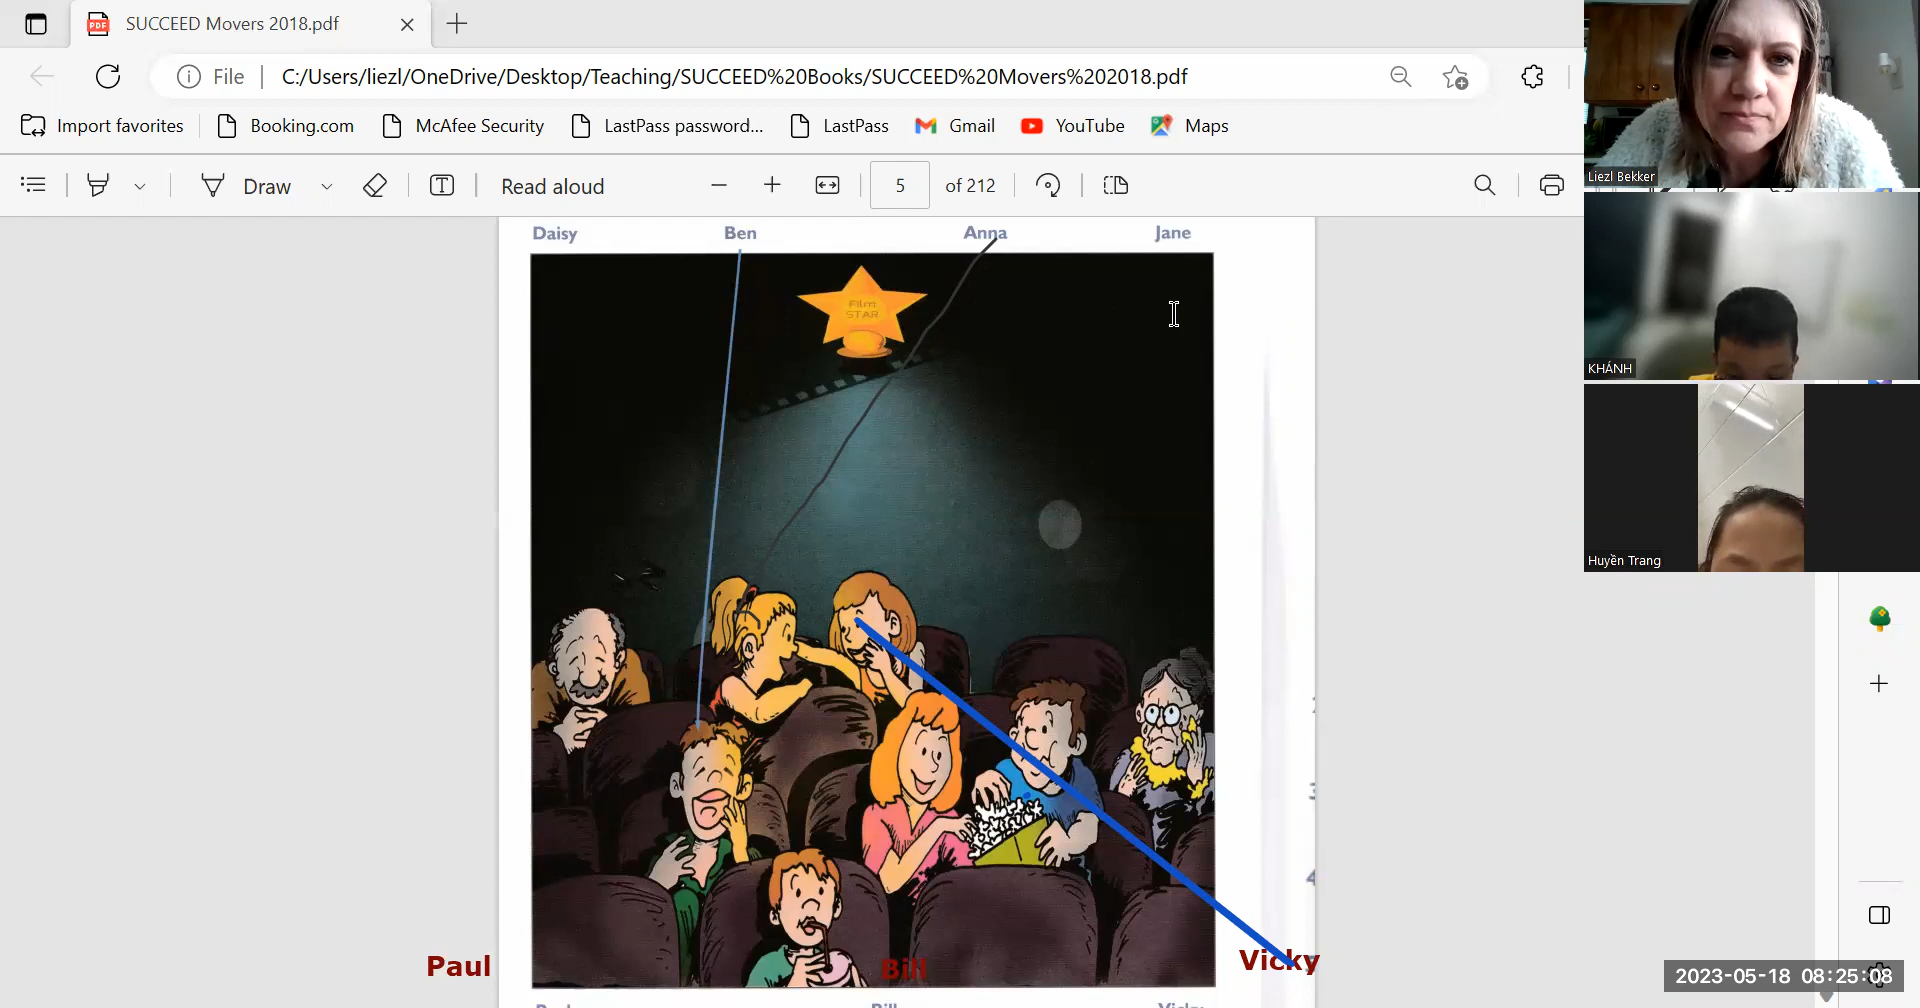 SUCCEED Movers 2018.pdf
File C:/Users/liezl/OneDrive/Desktop/Teaching/SUCCEED%20Books/SUCCEED%20Movers%202018.pdf
Import favorites Booking.com McAfee Security LastPass password... LastPass Gmail YouTube Maps
Draw Read aloud 5 of 212
Liezl Bekker
Daisy Ben Anna Jane
Film
STAR
KHÁNH
Huyền Trang
3
4
Paul Bill Vicky
2023-05-18 08:25:08